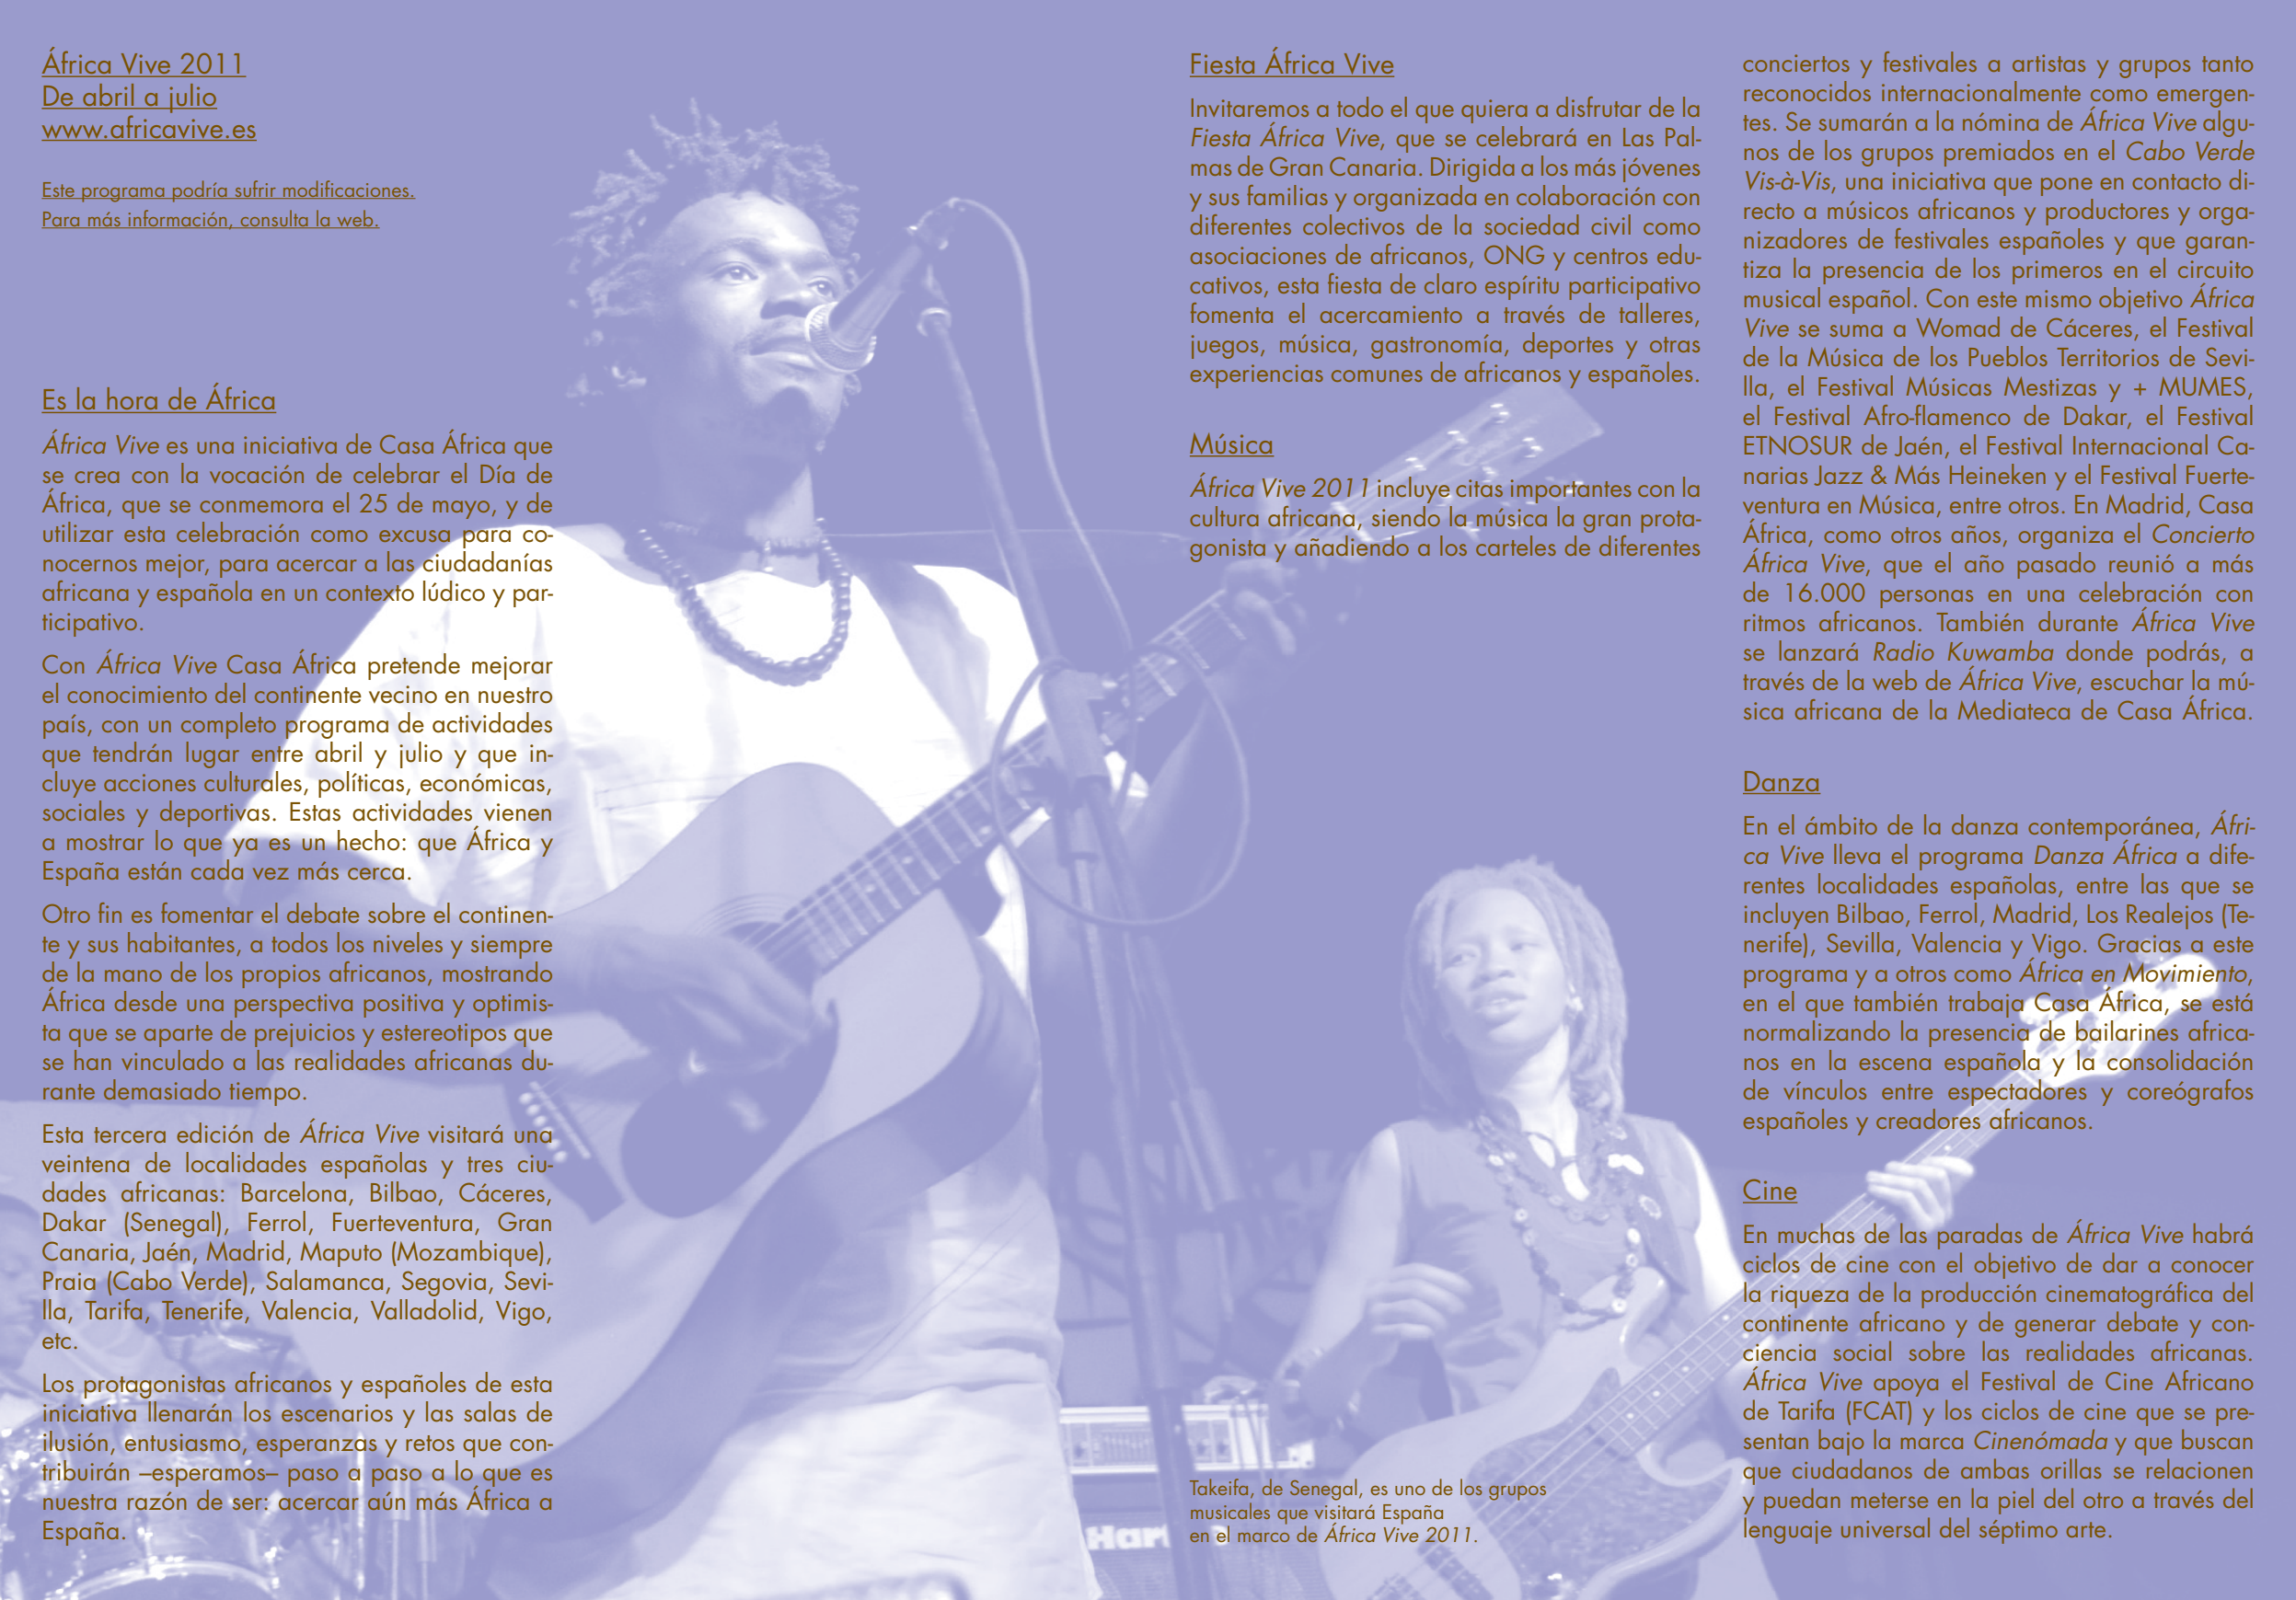 África Vive 2011
De abril a julio
www.africavive.es
Este programa podría sufrir modificaciones.
Para más información, consulta la web.
Es la hora de África
África Vive es una iniciativa de Casa África que
se crea con la vocación de celebrar el Día de
África, que se conmemora el 25 de mayo, y de
utilizar esta celebración como excusa para co-
nocernos mejor, para acercar a las ciudadanías
africana y española en un contexto lúdico y par-
ticipativo.
Con África Vive Casa África pretende mejorar
el conocimiento del continente vecino en nuestro
país, con un completo programa de actividades
que tendrán lugar entre abril y julio y que in-
cluye acciones culturales, políticas, económicas,
sociales y deportivas. Estas actividades vienen
a mostrar lo que ya es un hecho: que África y
España están cada vez más cerca.
Otro fin es fomentar el debate sobre el continen-
te y sus habitantes, a todos los niveles y siempre
de la mano de los propios africanos, mostrando
África desde una perspectiva positiva y optimis-
ta que se aparte de prejuicios y estereotipos que
se han vinculado a las realidades africanas du-
rante demasiado tiempo.
Esta tercera edición de África Vive visitará una
veintena de localidades españolas y tres ciu-
dades africanas: Barcelona, Bilbao, Cáceres,
Dakar (Senegal), Ferrol, Fuerteventura, Gran
Canaria, Jaén, Madrid, Maputo (Mozambique),
Praia (Cabo Verde), Salamanca, Segovia, Sevi-
lla, Tarifa, Tenerife, Valencia, Valladolid, Vigo,
etc.
Los protagonistas africanos y españoles de esta
iniciativa llenarán los escenarios y las salas de
ilusión, entusiasmo, esperanzas y retos que con-
tribuirán –esperamos– paso a paso a lo que es
nuestra razón de ser: acercar aún más África a
España.
Fiesta África Vive
Invitaremos a todo el que quiera a disfrutar de la
Fiesta África Vive, que se celebrará en Las Pal-
mas de Gran Canaria. Dirigida a los más jóvenes
y sus familias y organizada en colaboración con
diferentes colectivos de la sociedad civil como
asociaciones de africanos, ONG y centros edu-
cativos, esta fiesta de claro espíritu participativo
fomenta el acercamiento a través de talleres,
juegos, música, gastronomía, deportes y otras
experiencias comunes de africanos y españoles.
Música
África Vive 2011 incluye citas importantes con la
cultura africana, siendo la música la gran prota-
gonista y añadiendo a los carteles de diferentes
Takeifa, de Senegal, es uno de los grupos
musicales que visitará España
en el marco de África Vive 2011.
Har
conciertos y festivales a artistas y grupos tanto
reconocidos internacionalmente como emergen-
tes. Se sumarán a la nómina de África Vive algu-
nos de los grupos premiados en el Cabo Verde
Vis-à-Vis, una iniciativa que pone en contacto di-
recto a músicos africanos y productores y orga-
nizadores de festivales españoles y que garan-
tiza la presencia de los primeros en el circuito
musical español. Con este mismo objetivo África
Vive se suma a Womad de Cáceres, el Festival
de la Música de los Pueblos Territorios de Sevi-
lla, el Festival Músicas Mestizas y + MUMES,
el Festival Afro-flamenco de Dakar, el Festival
ETNOSUR de Jaén, el Festival Internacional Ca-
narias Jazz & Más Heineken y el Festival Fuerte-
ventura en Música, entre otros. En Madrid, Casa
África, como otros años, organiza el Concierto
África Vive, que el año pasado reunió a más
de 16.000 personas en una celebración con
ritmos africanos. También durante África Vive
se lanzará Radio Kuwamba donde podrás, a
través de la web de África Vive, escuchar la mú-
sica africana de la Mediateca de Casa África.
Danza
En el ámbito de la danza contemporánea, Áfri-
ca Vive lleva el programa Danza África a dife-
rentes localidades españolas, entre las que se
incluyen Bilbao, Ferrol, Madrid, Los Realejos (Te-
nerife), Sevilla, Valencia y Vigo. Gracias a este
programa y a otros como África en Movimiento,
en el que también trabaja Casa África, se está
normalizando la presencia de bailarines africa-
nos en la escena española y la consolidación
de vínculos entre espectadores y coreógrafos
españoles y creadores africanos.
Cine
En muchas de las paradas de África Vive habrá
ciclos de cine con el objetivo de dar a conocer
la riqueza de la producción cinematográfica del
continente africano y de generar debate y con-
ciencia social sobre las realidades africanas.
África Vive apoya el Festival de Cine Africano
de Tarifa (FCAT) y los ciclos de cine que se pre-
sentan bajo la marca Cinenómada y que buscan
que ciudadanos de ambas orillas se relacionen
y puedan meterse en la piel del otro a través del
lenguaje universal del séptimo arte.